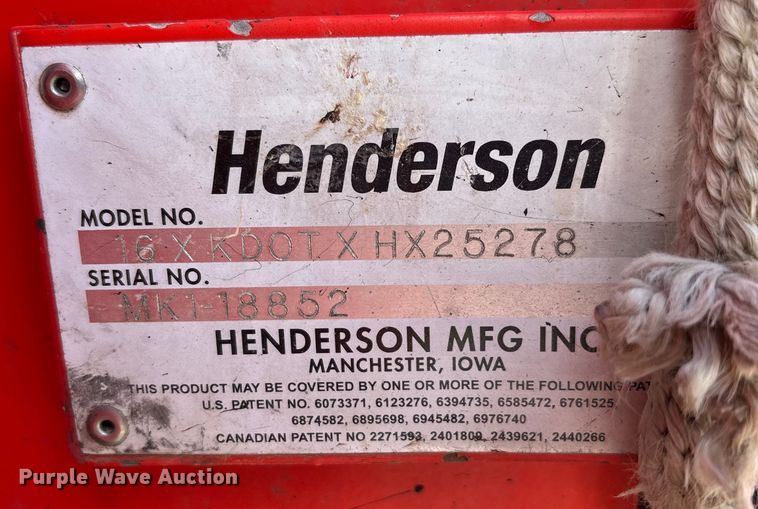 Henderson
MODEL NO.
16 X KDOT X HX25278
SERIAL NO.
MK1-18852
HENDERSON MFG INC
MANCHESTER, IOWA
THIS PRODUCT MAY BE COVERED BY ONE OR MORE OF THE FOLLOWING
U.S. PATENT NO. 6073371, 6123276, 6394735, 6585472, 6761525,
6874582, 6895698, 6945482, 6976740
CANADIAN PATENT NO 2271593, 2401809, 2439621, 2440266
Purple Wave Auction